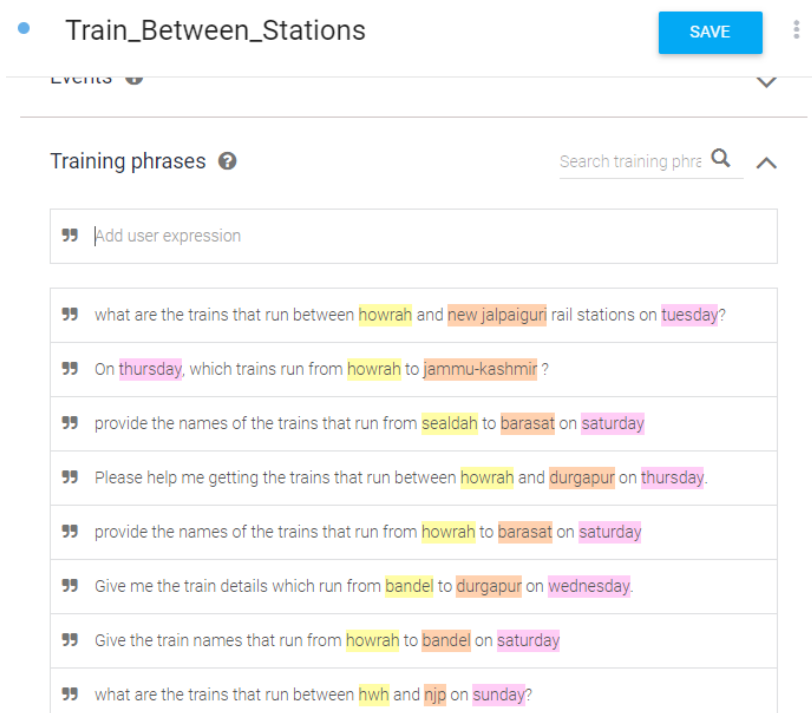 Train_Between_Stations
SAVE
Events
Training phrases
Search training phra
Add user expression
what are the trains that run between howrah and new jalpaiguri rail stations on tuesday?
On thursday, which trains run from howrah to jammu-kashmir ?
provide the names of the trains that run from sealdah to barasat on saturday
Please help me getting the trains that run between howrah and durgapur on thursday.
provide the names of the trains that run from howrah to barasat on saturday
Give me the train details which run from bandel to durgapur on wednesday.
Give the train names that run from howrah to bandel on saturday
what are the trains that run between hwh and njp on sunday?